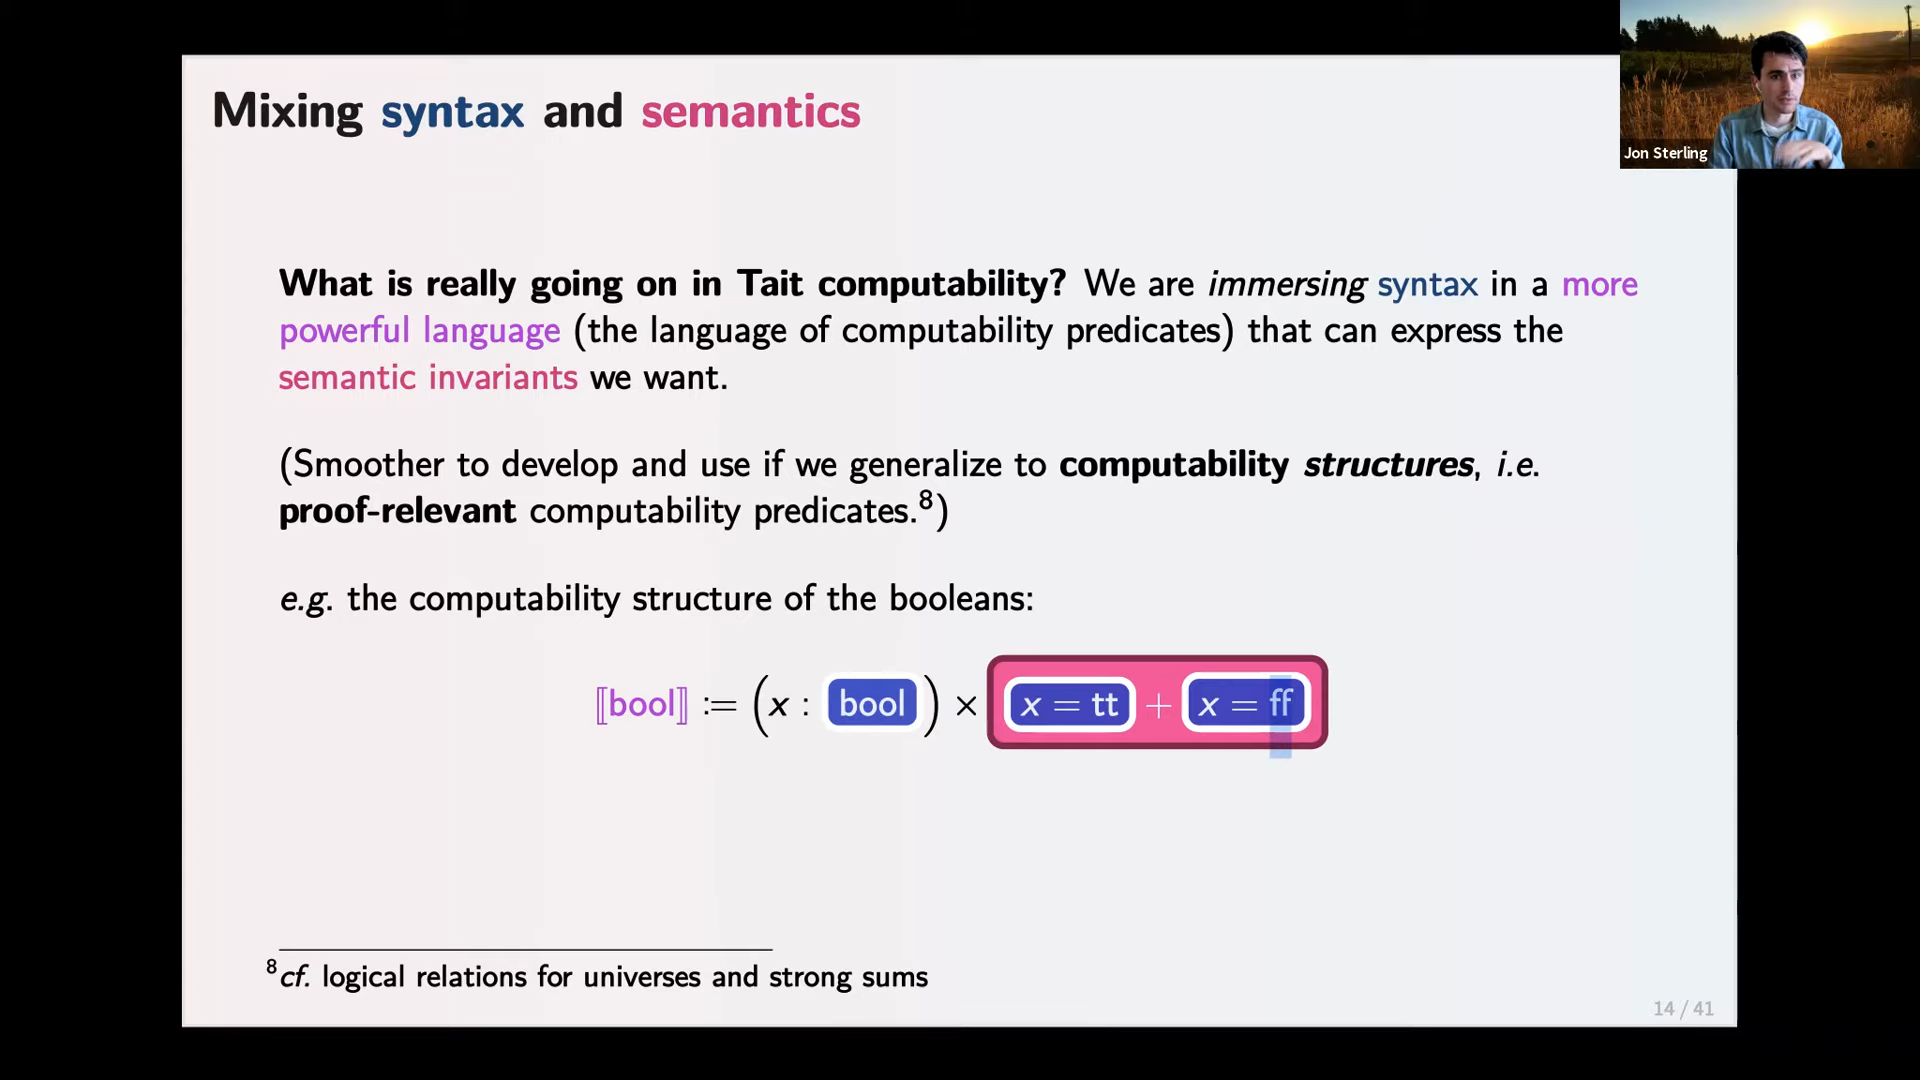 Mixing syntax and semantics
Jon Sterling
What is really going on in Tait computability? We are immersing syntax in a more
powerful language (the language of computability predicates) that can express the
semantic invariants we want.
(Smoother to develop and use if we generalize to computability structures, i.e.
proof-relevant computability predicates.⁸)
e.g. the computability structure of the booleans:
⟦bool⟧ := (x : bool) × x = tt + x = ff
⁸cf. logical relations for universes and strong sums
14 / 41